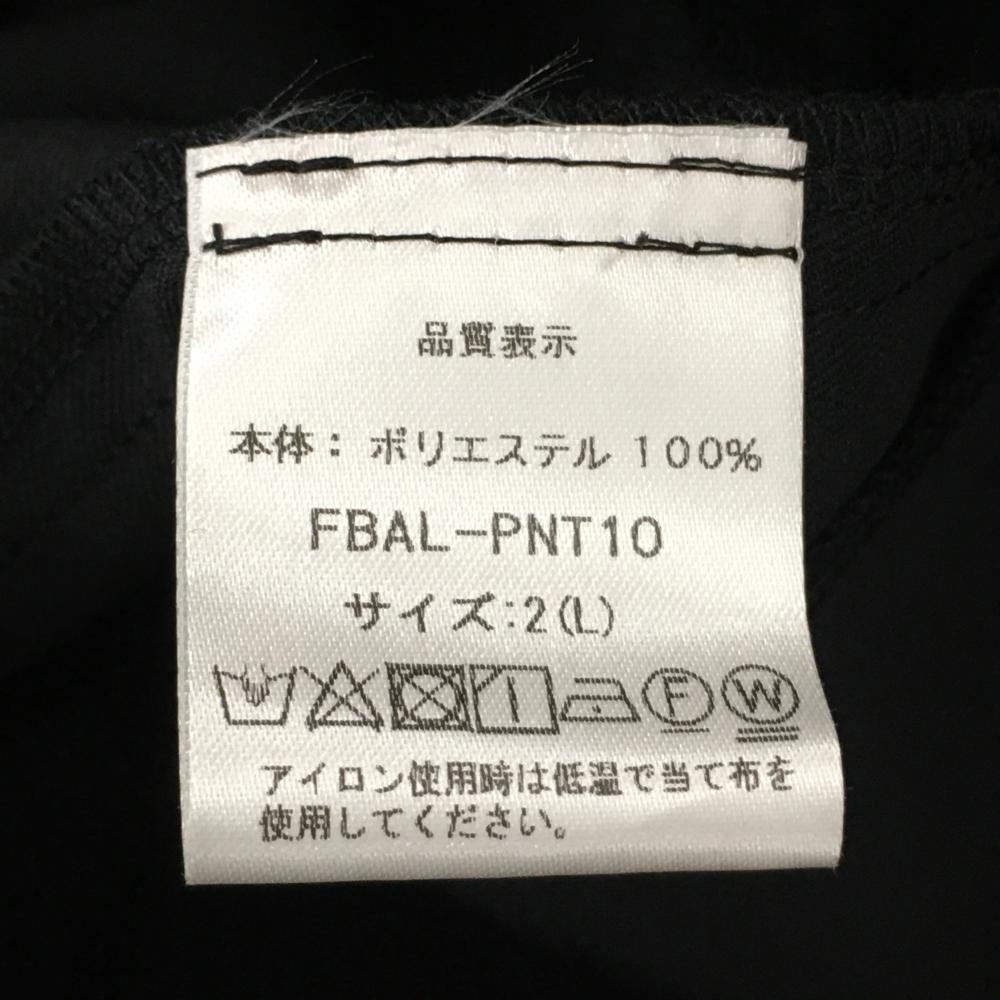 品質表示
本体：ポリエステル 100%
FBAL-PNT10
サイズ:2(L)
F W
アイロン使用時は低温で当て布を
使用してください。